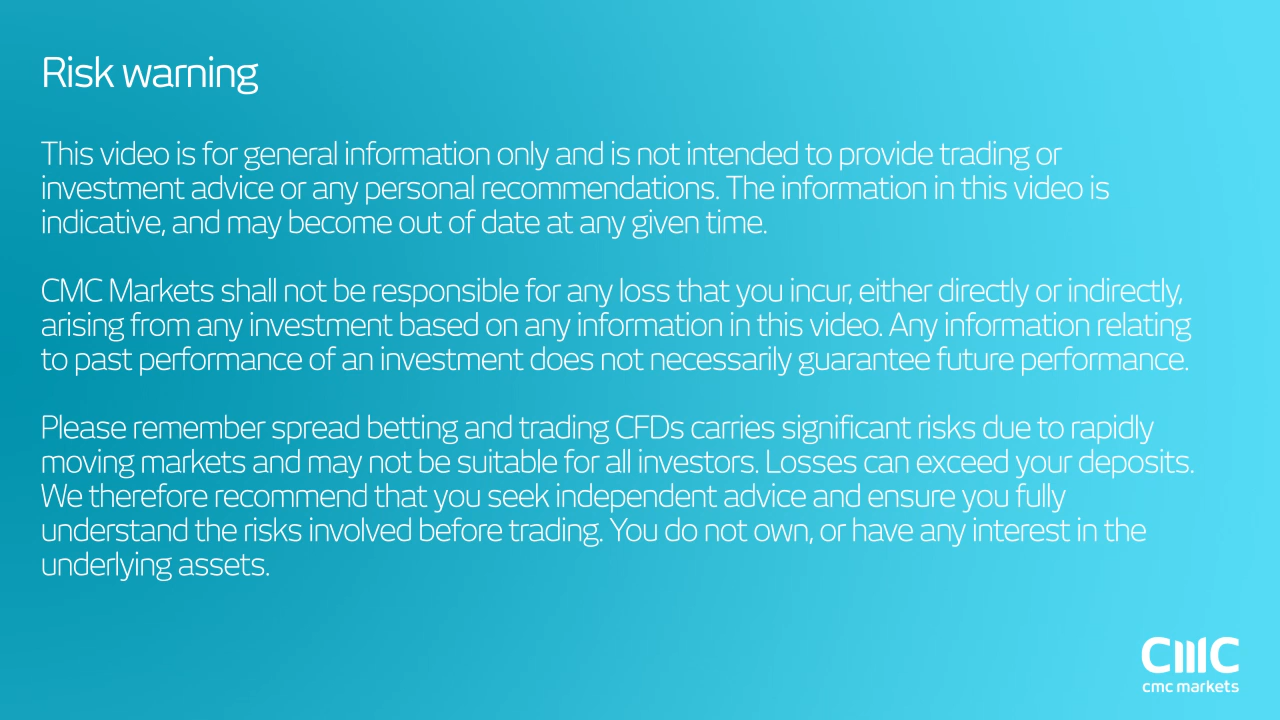 Risk warning
This video is for general information only and is not intended to provide trading or
investment advice or any personal recommendations. The information in this video is
indicative, and may become out of date at any given time.
CMC Markets shall not be responsible for any loss that you incur, either directly or indirectly,
arising from any investment based on any information in this video. Any information relating
to past performance of an investment does not necessarily guarantee future performance.
Please remember spread betting and trading CFDs carries significant risks due to rapidly
moving markets and may not be suitable for all investors. Losses can exceed your deposits.
We therefore recommend that you seek independent advice and ensure you fully
understand the risks involved before trading. You do not own, or have any interest in the
underlying assets.
CMC
cmc markets